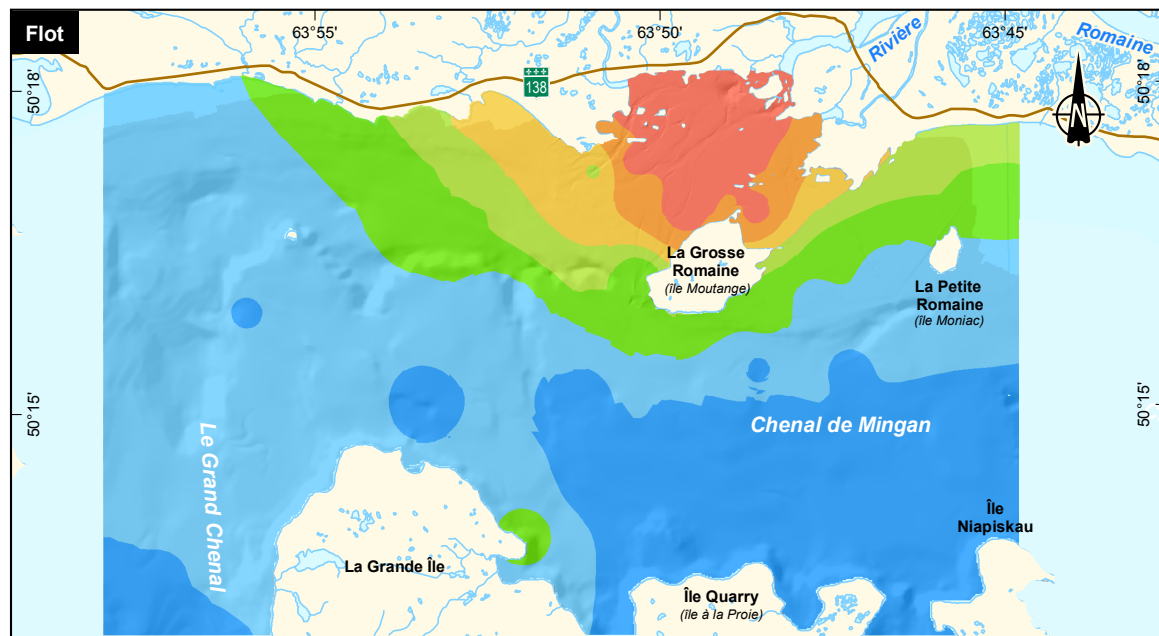 Flot
63°55'
63°50'
63°45'
Rivière
Romaine
50°18'
50°18'
138
N
La Grosse
Romaine
(île Moutange)
La Petite
Romaine
(île Moniac)
50°15'
50°15'
Chenal de Mingan
Le Grand Chenal
Île
Niapiskau
La Grande Île
Île Quarry
(île à la Proie)